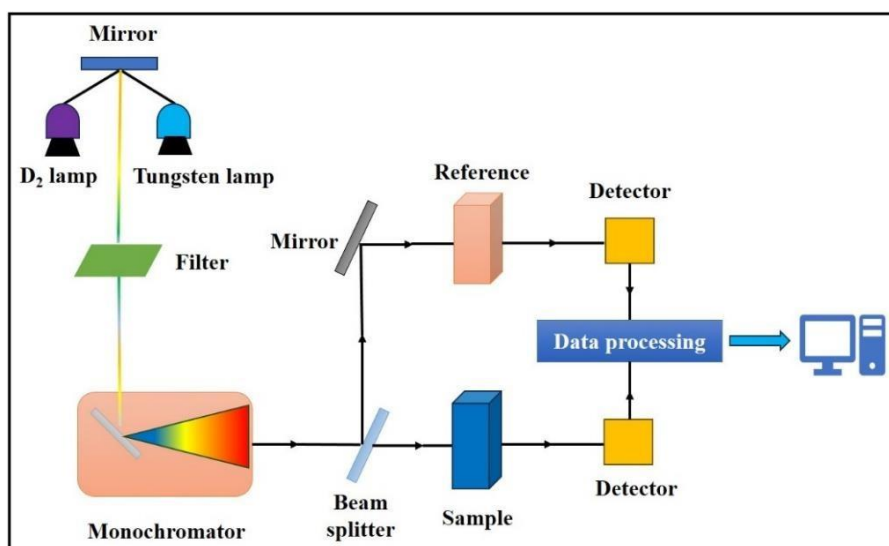 Mirror
D₂ lamp
Tungsten lamp
Filter
Monochromator
Mirror
Reference
Detector
Data processing
Beam
splitter
Sample
Detector